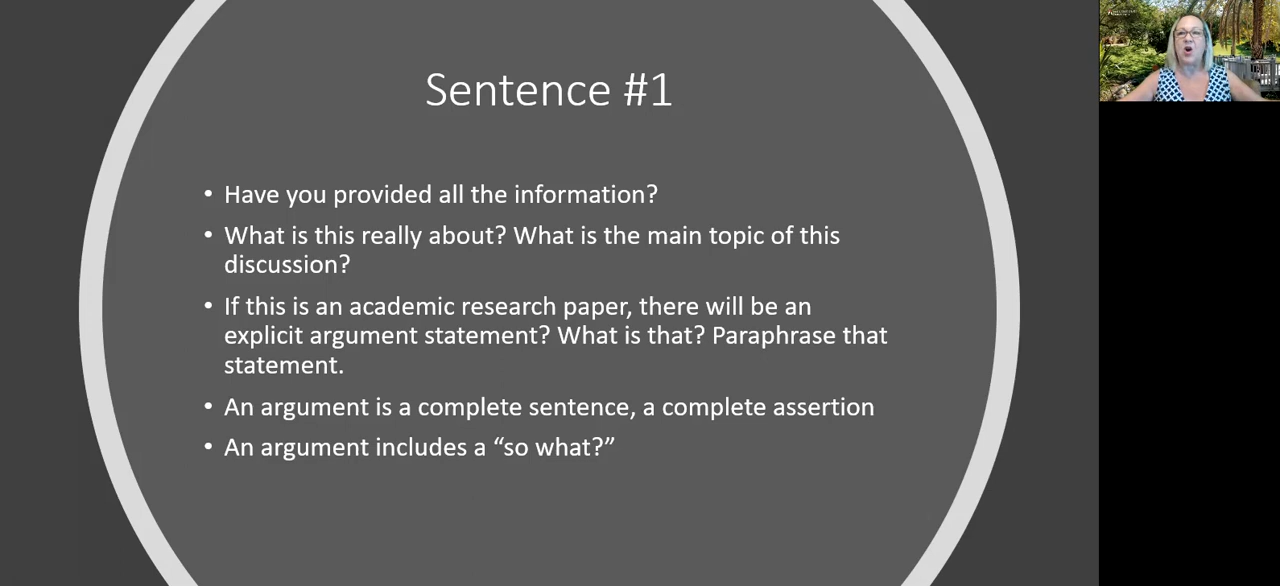 Sentence #1
• Have you provided all the information?
• What is this really about? What is the main topic of this
discussion?
• If this is an academic research paper, there will be an
explicit argument statement? What is that? Paraphrase that
statement.
• An argument is a complete sentence, a complete assertion
• An argument includes a “so what?”